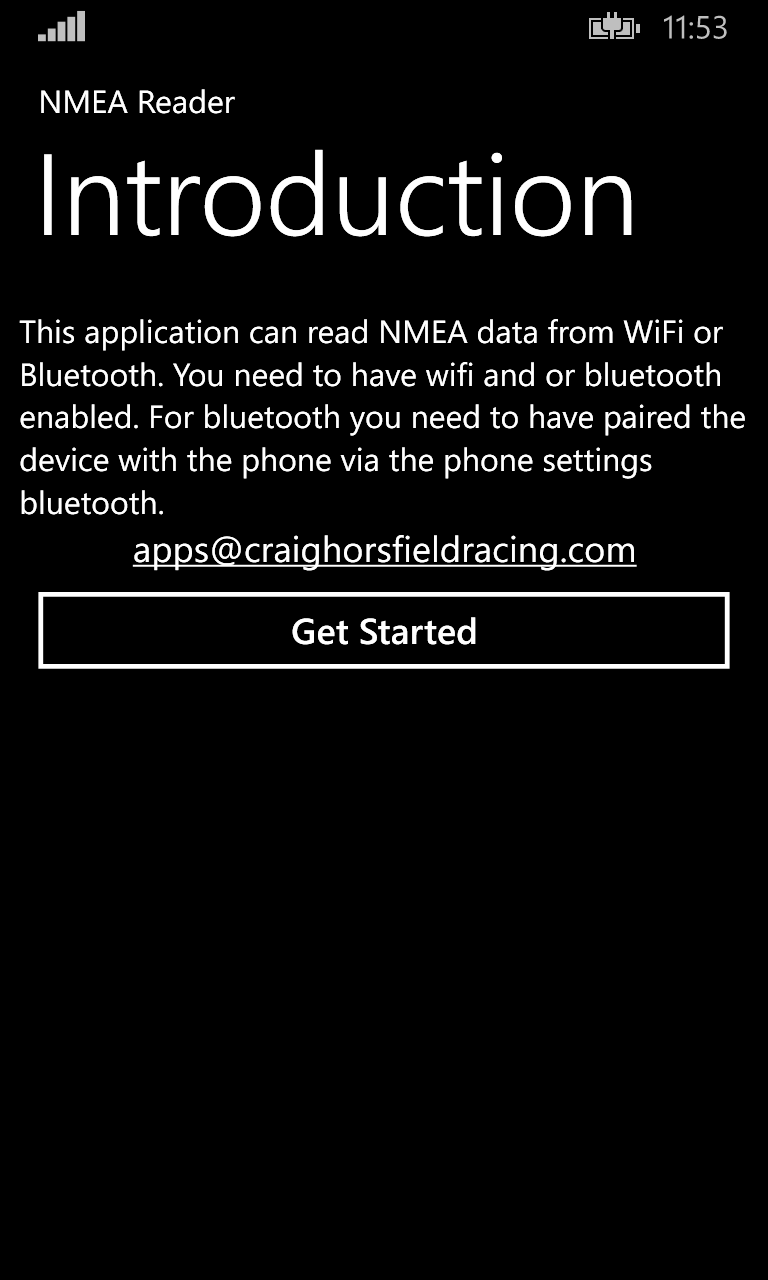 11:53
NMEA Reader
Introduction
This application can read NMEA data from WiFi or
Bluetooth. You need to have wifi and or bluetooth
enabled. For bluetooth you need to have paired the
device with the phone via the phone settings
bluetooth.
apps@craighorsfieldracing.com
Get Started